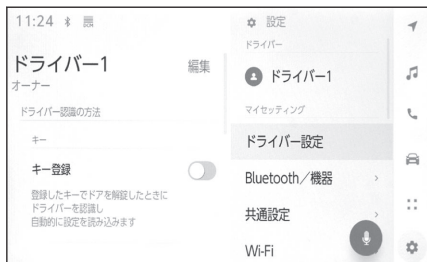 11:24
ドライバー1
編集
オーナー
ドライバー認識の方法
キー
キー登録
登録したキーでドアを解錠したときに
ドライバーを認識し
自動的に設定を読み込みます
設定
ドライバー
ドライバー1
マイセッティング
ドライバー設定
Bluetooth／機器
共通設定
Wi-Fi